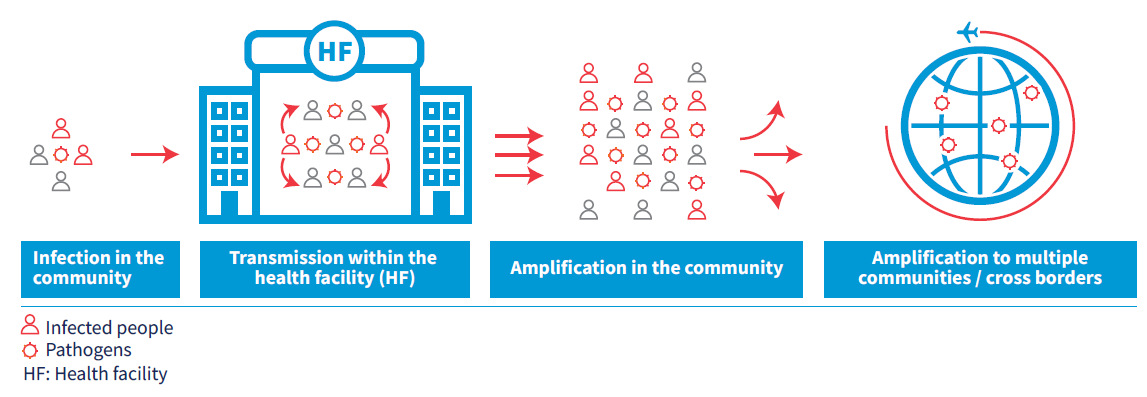 HF
Infection in the
community
Transmission within the
health facility (HF)
Amplification in the community
Amplification to multiple
communities / cross borders
Infected people
Pathogens
HF: Health facility